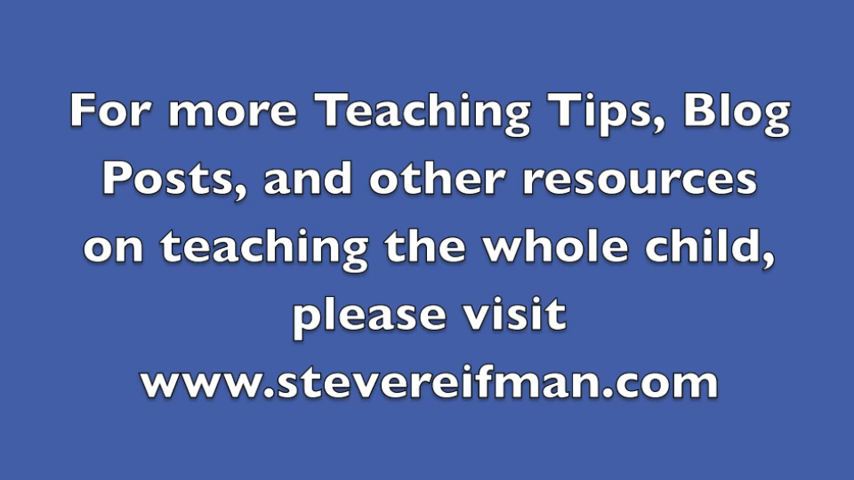 For more Teaching Tips, Blog
Posts, and other resources
on teaching the whole child,
please visit
www.stevereifman.com